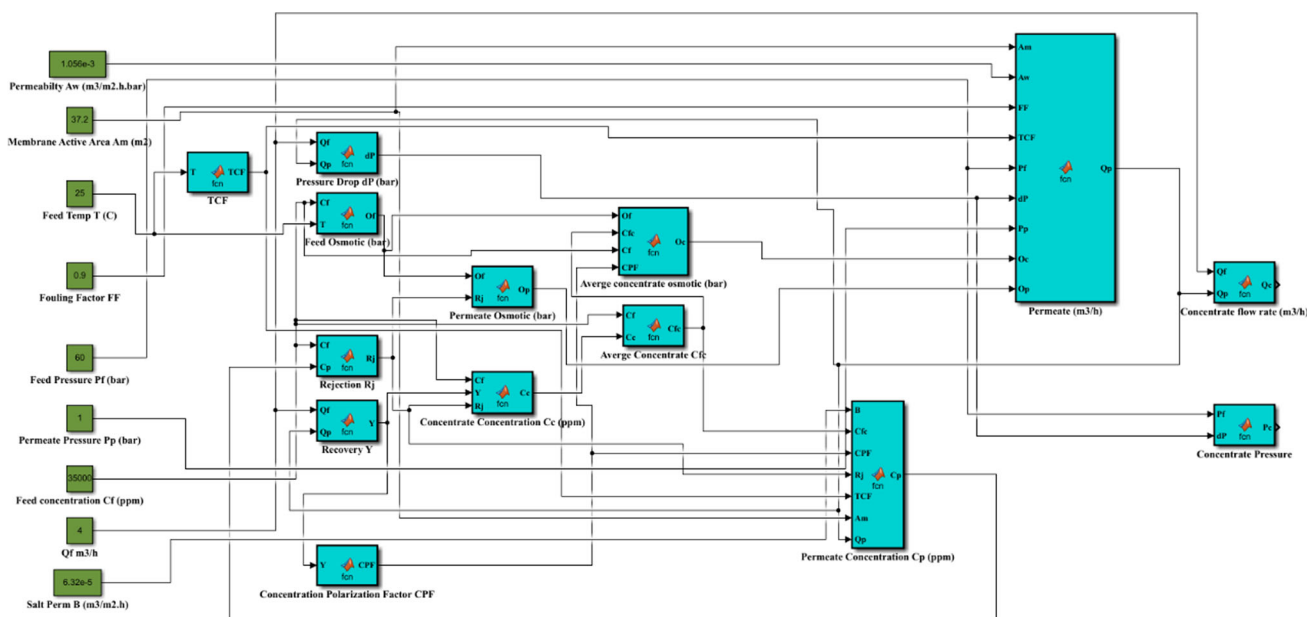 1.056e-3
Permeabilty Aw (m3/m2.h.bar)
37.2
Membrane Active Area Am (m2)
25
Feed Temp T (C)
0.9
Fouling Factor FF
60
Feed Pressure Pf (bar)
1
Permeate Pressure Pp (bar)
35000
Feed concentration Cf (ppm)
4
Qf m3/h
6.32e-5
Salt Perm B (m3/m2.h)
T TCF
fcn
TCF
Qf
dP
Qp
fcn
Pressure Drop dP (bar)
Cf
Of
T
fcn
Feed Osmotic (bar)
Of
Op
Rj
fcn
Permeate Osmotic (bar)
Cf
Rj
Cp
fcn
Rejection Rj
Qf
Y
Qp
fcn
Recovery Y
Y CPF
fcn
Concentration Polarization Factor CPF
Cf
Y Cc
Rj
fcn
Concentrate Concentration Cc (ppm)
Of
Cfc
Oc
Cf
CPF
fcn
Averge concentrate osmotic (bar)
Cf
Cfc
Cc
fcn
Averge Concentrate Cfc
B
Cfc
CPF
Rj Cp
fcn
TCF
Am
Qp
Permeate Concentration Cp (ppm)
Am
Aw
FF
TCF
Pf Qp
fcn
dP
Pp
Oc
Op
Permeate (m3/h)
Qf
Qc
Qp
fcn
Concentrate flow rate (m3/h)
Pf
Pc
dP
fcn
Concentrate Pressure